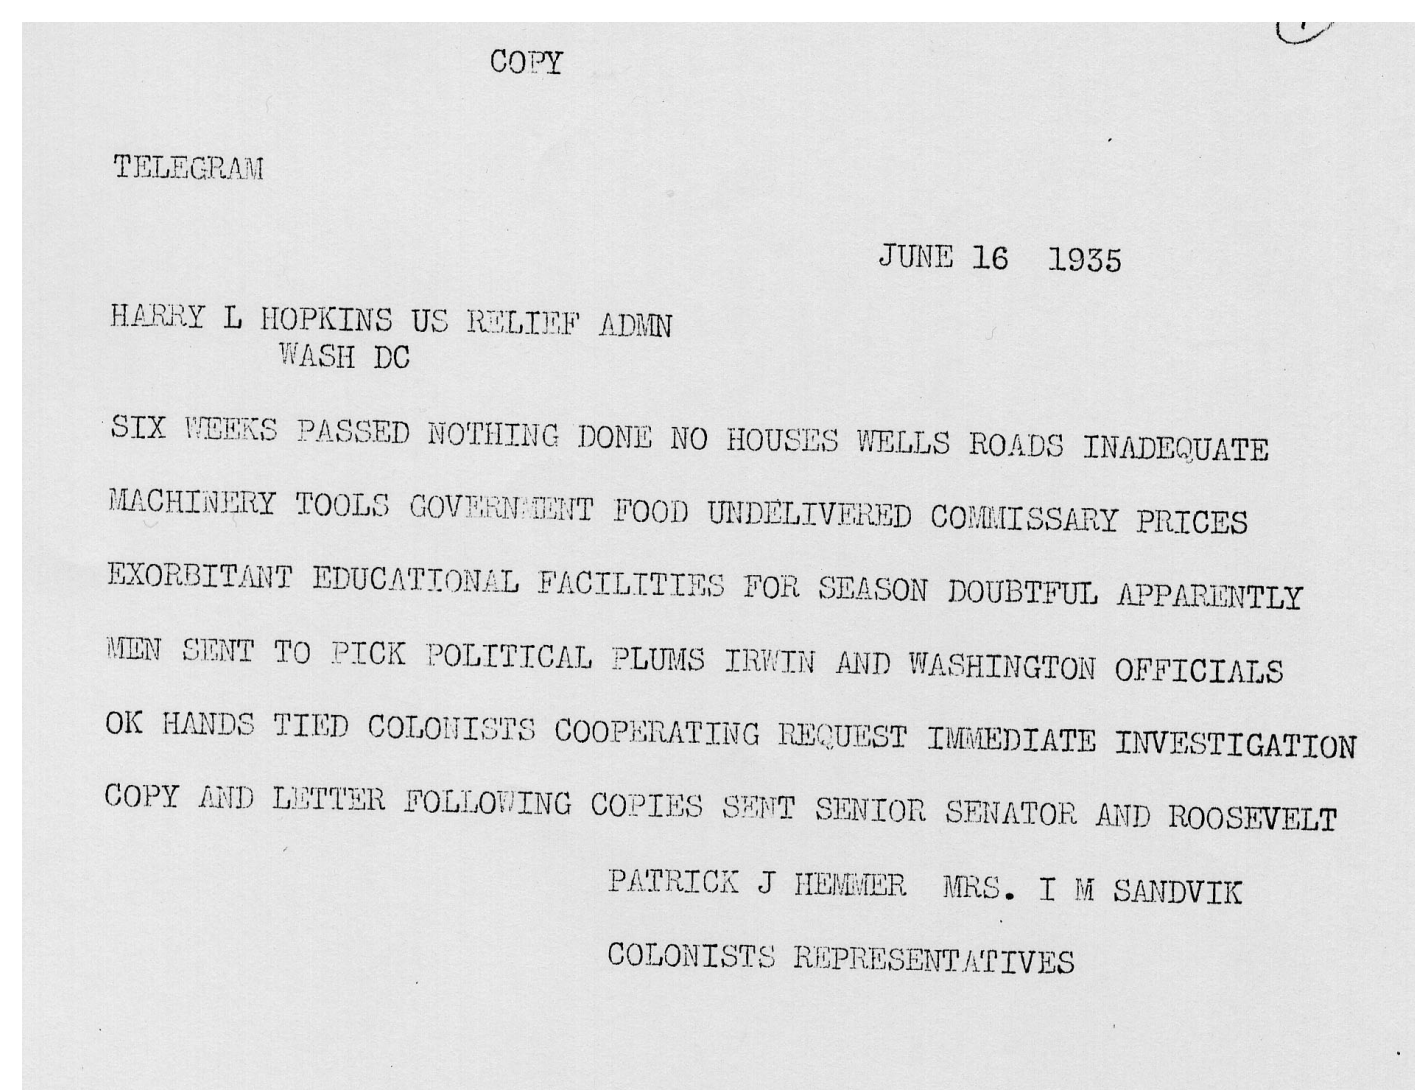 COPY
TELEGRAM
JUNE 16 1935
HARRY L HOPKINS US RELIEF ADMN
WASH DC
SIX WEEKS PASSED NOTHING DONE NO HOUSES WELLS ROADS INADEQUATE
MACHINERY TOOLS GOVERNMENT FOOD UNDELIVERED COMMISSARY PRICES
EXORBITANT EDUCATIONAL FACILITIES FOR SEASON DOUBTFUL APPARENTLY
MEN SENT TO PICK POLITICAL PLUMS IRWIN AND WASHINGTON OFFICIALS
OK HANDS TIED COLONISTS COOPERATING REQUEST IMMEDIATE INVESTIGATION
COPY AND LETTER FOLLOWING COPIES SENT SENIOR SENATOR AND ROOSEVELT
PATRICK J HEMMER MRS. I M SANDVIK
COLONISTS REPRESENTATIVES